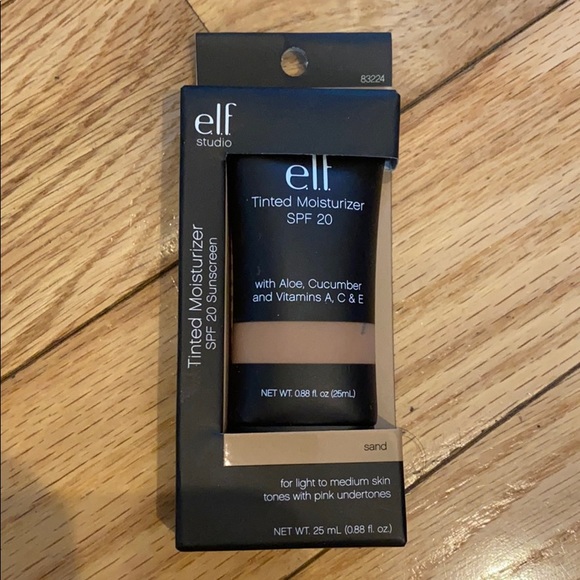 83224
e.l.f.
studio
Tinted Moisturizer
SPF 20 Sunscreen
e.l.f.
Tinted Moisturizer
SPF 20
with Aloe, Cucumber
and Vitamins A, C & E
NET WT. 0.88 fl. oz (25mL)
sand
for light to medium skin
tones with pink undertones
NET WT. 25 mL (0.88 fl. oz.)